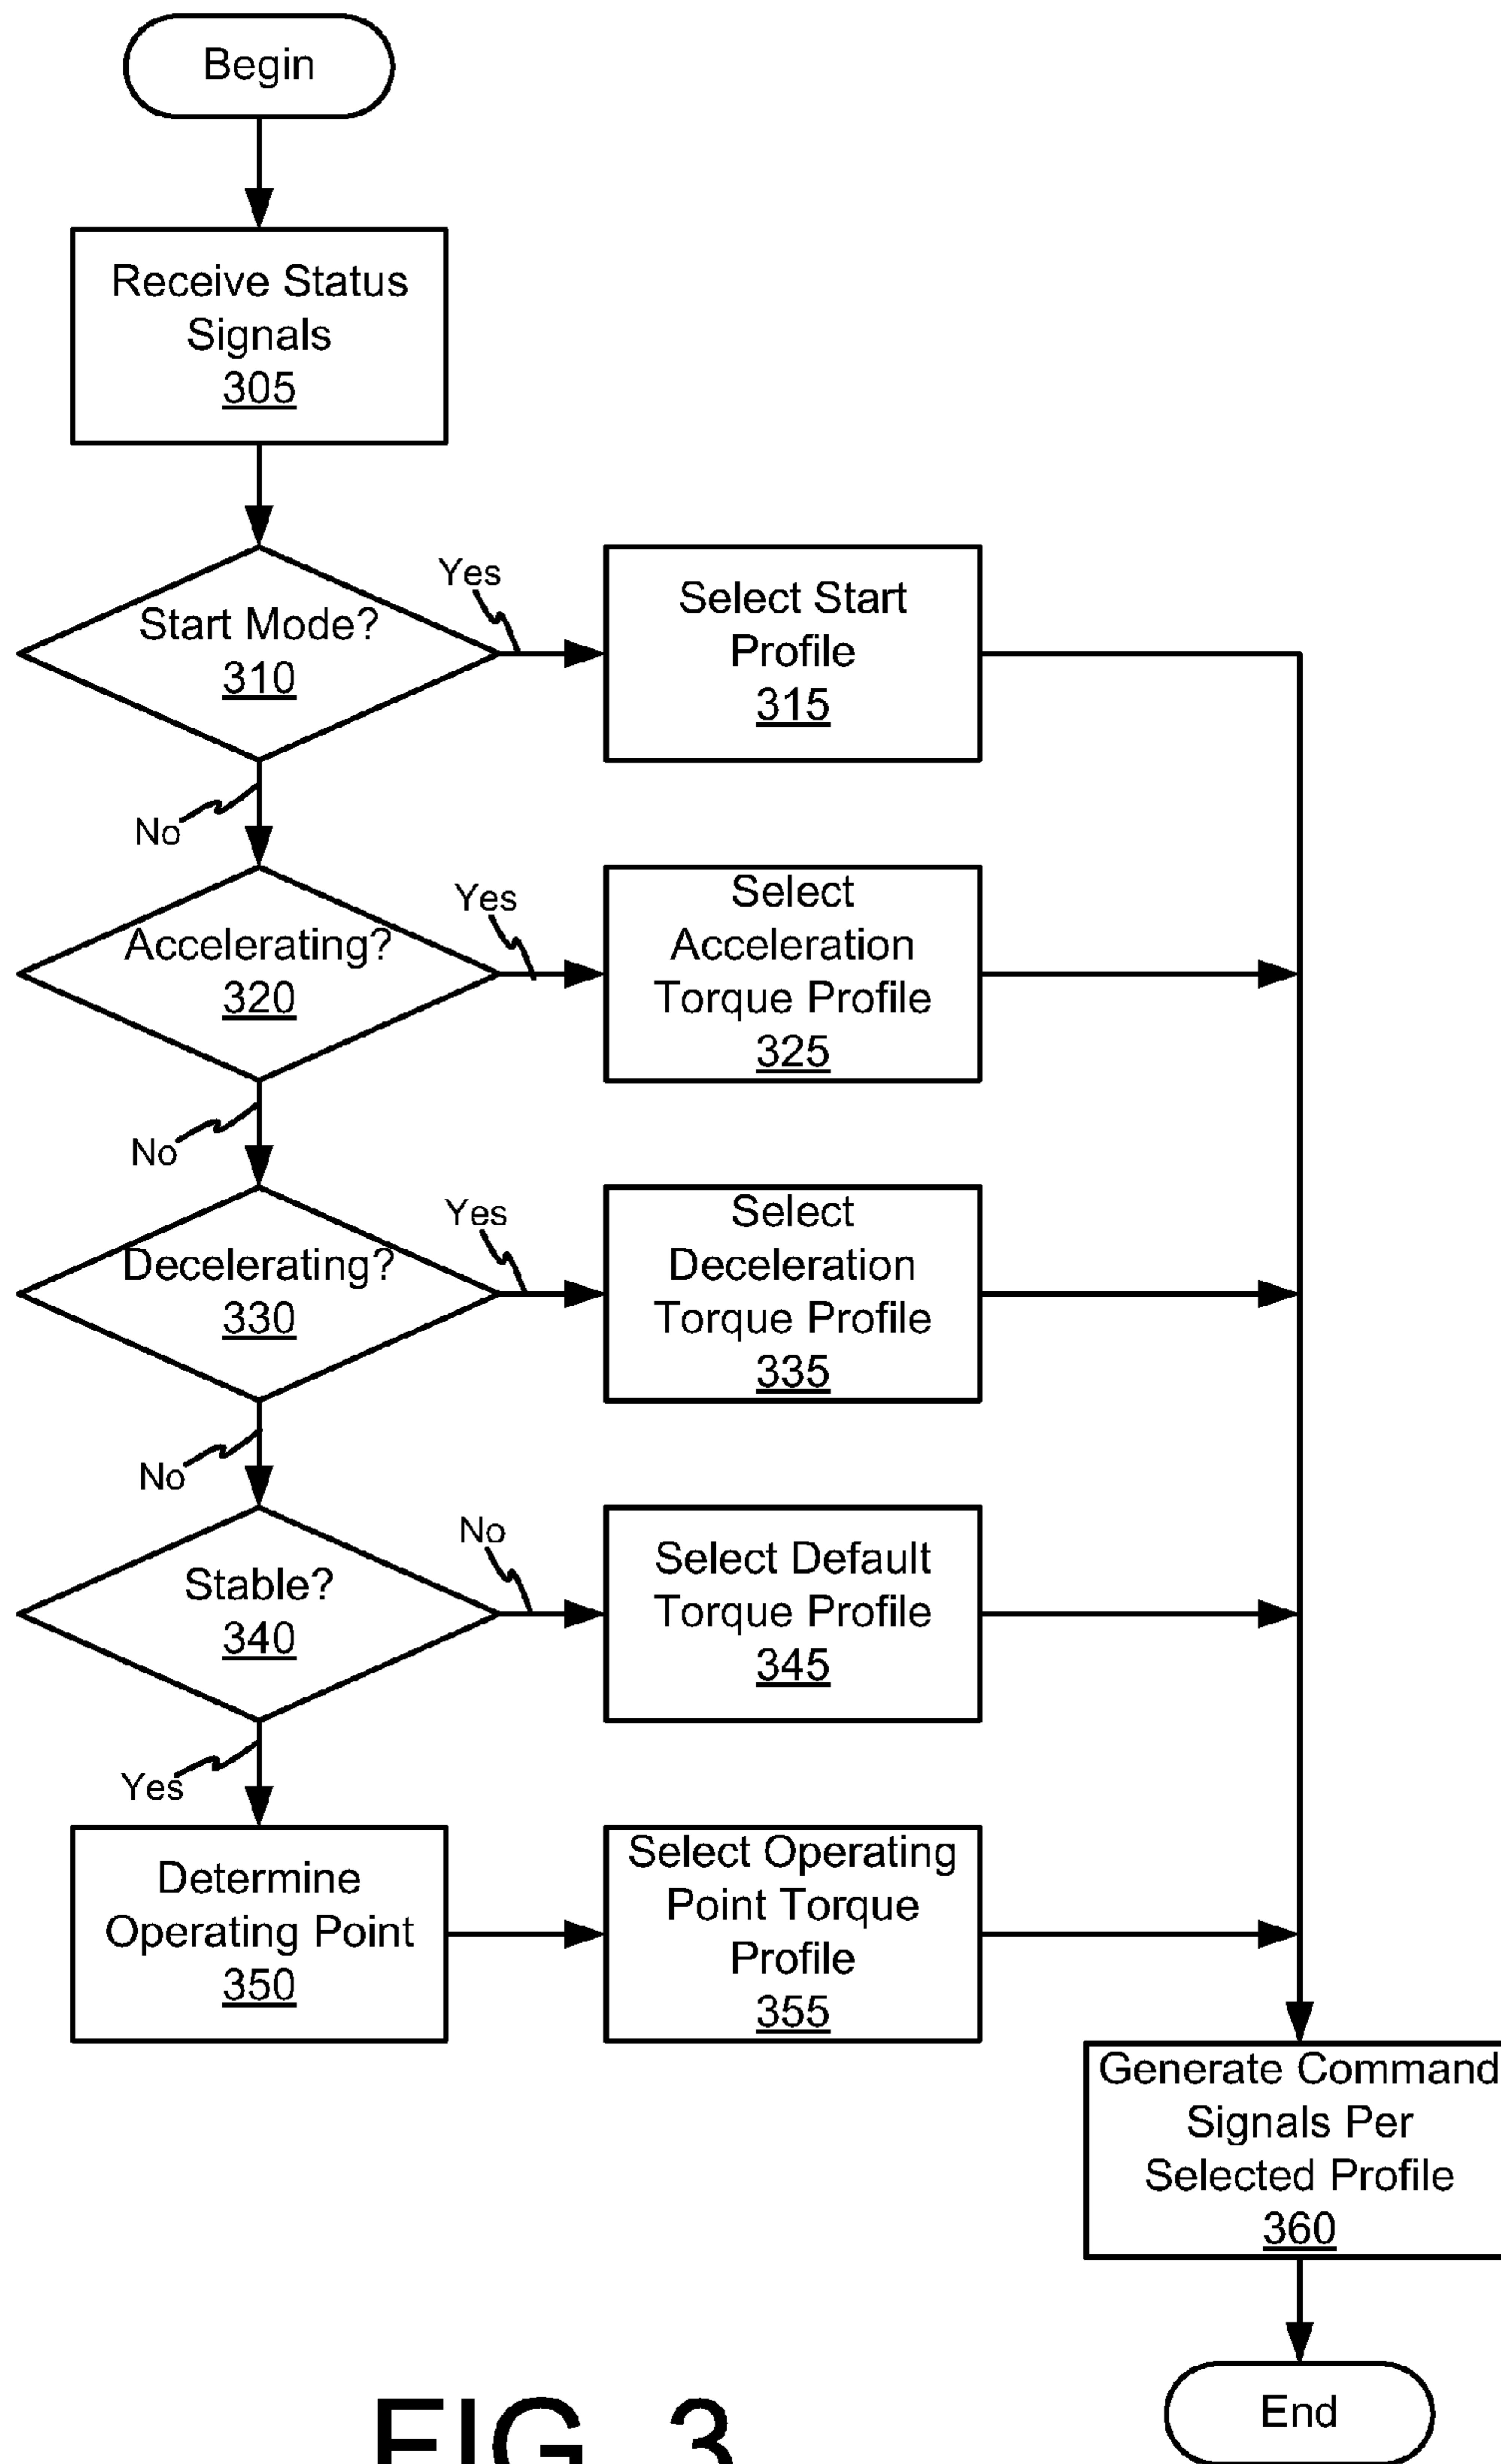 Begin
Receive Status
Signals
305
Start Mode?
310
Yes
Select Start
Profile
315
No
Accelerating?
320
Yes
Select
Acceleration
Torque Profile
325
No
Decelerating?
330
Yes
Select
Deceleration
Torque Profile
335
No
Stable?
340
No
Select Default
Torque Profile
345
Yes
Determine
Operating Point
350
Select Operating
Point Torque
Profile
355
Generate Command
Signals Per
Selected Profile
360
End
FIG. 3